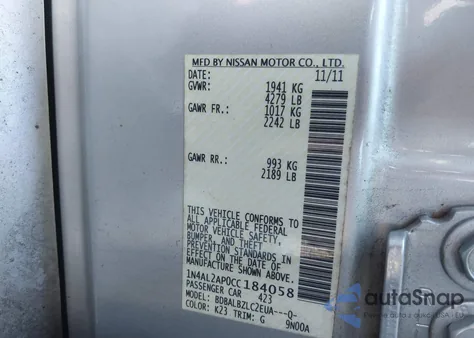 MFD BY NISSAN MOTOR CO., LTD.
DATE: 11/11
GVWR: 1941 KG
4279 LB
GAWR FR.: 1017 KG
2242 LB
GAWR RR.: 993 KG
2189 LB
THIS VEHICLE CONFORMS TO
ALL APPLICABLE FEDERAL
MOTOR VEHICLE SAFETY,
BUMPER, AND THEFT
PREVENTION STANDARDS
IN EFFECT ON THE DATE OF
MANUFACTURE SHOWN ABOVE.
1N4AL2AP0CC184058
PASSENGER CAR 423
MODEL: BDBALBZLC2EUA---Q-
COLOR: K23 TRIM: G 9N00A
autoSnap